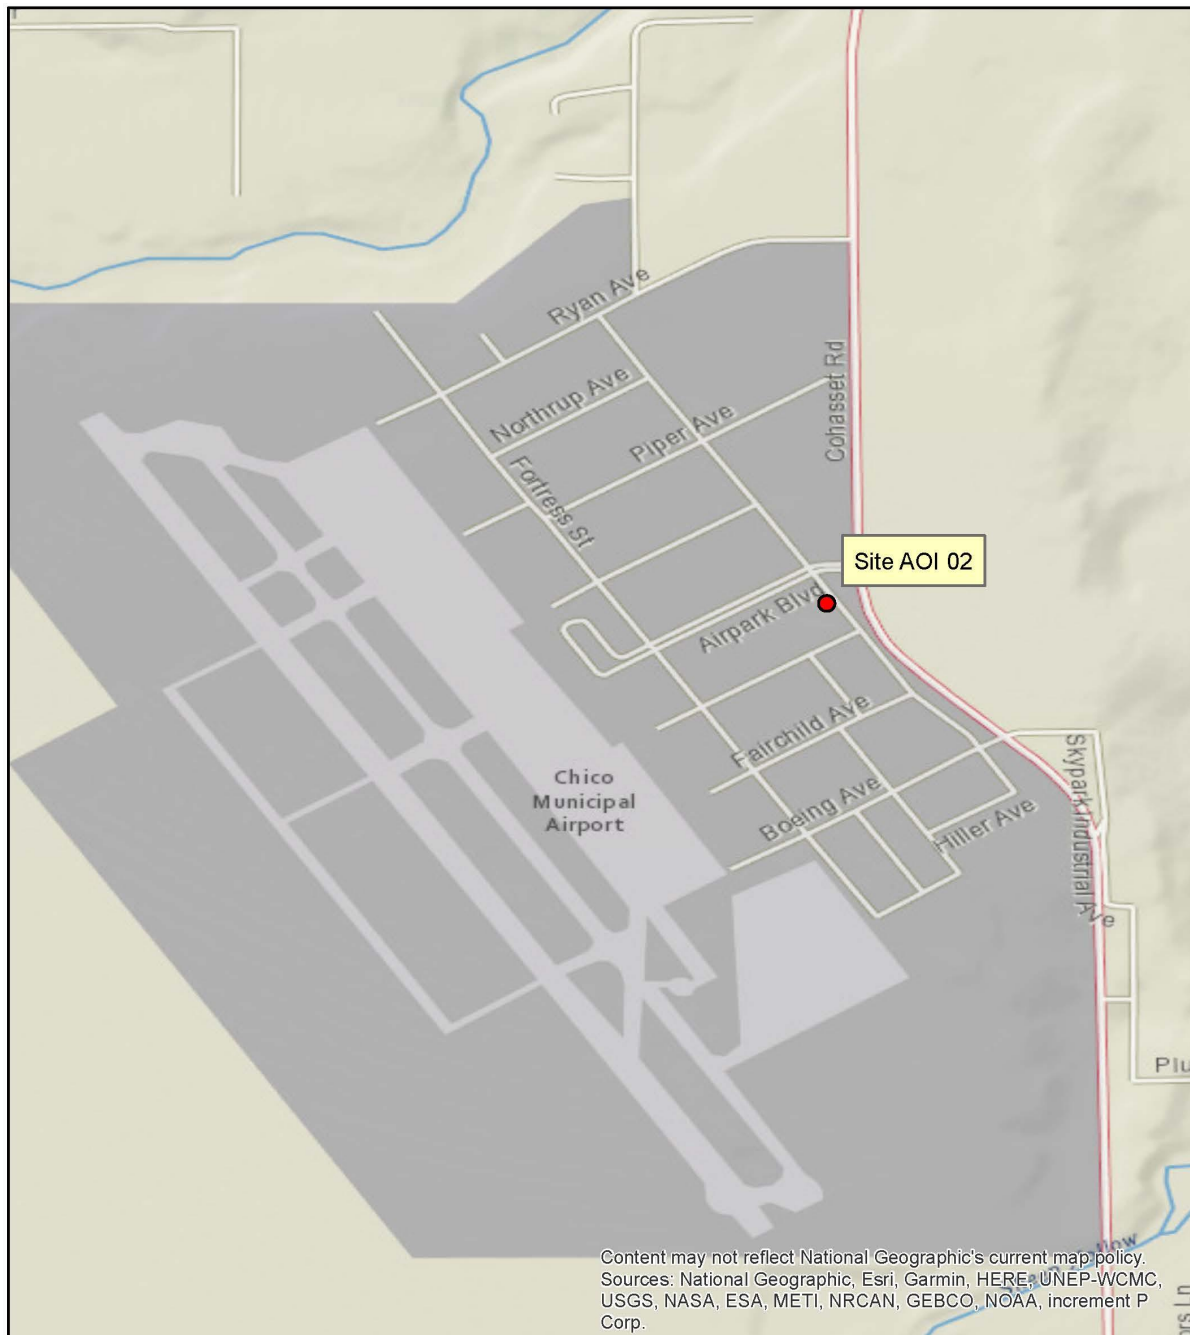 Ryan Ave
Northrup Ave
Piper Ave
Cohasset Rd
Fortress St
Site AOI 02
Airpark Blvd
Fairchild Ave
Skypark Industrial Ave
Chico
Municipal
Airport
Boeing Ave
Hiller Ave
Plu
Content may not reflect National Geographic's current map policy.
Sources: National Geographic, Esri, Garmin, HERE, UNEP-WCMC,
USGS, NASA, ESA, METI, NRCAN, GEBCO, NOAA, increment P
Corp.
rs Ln